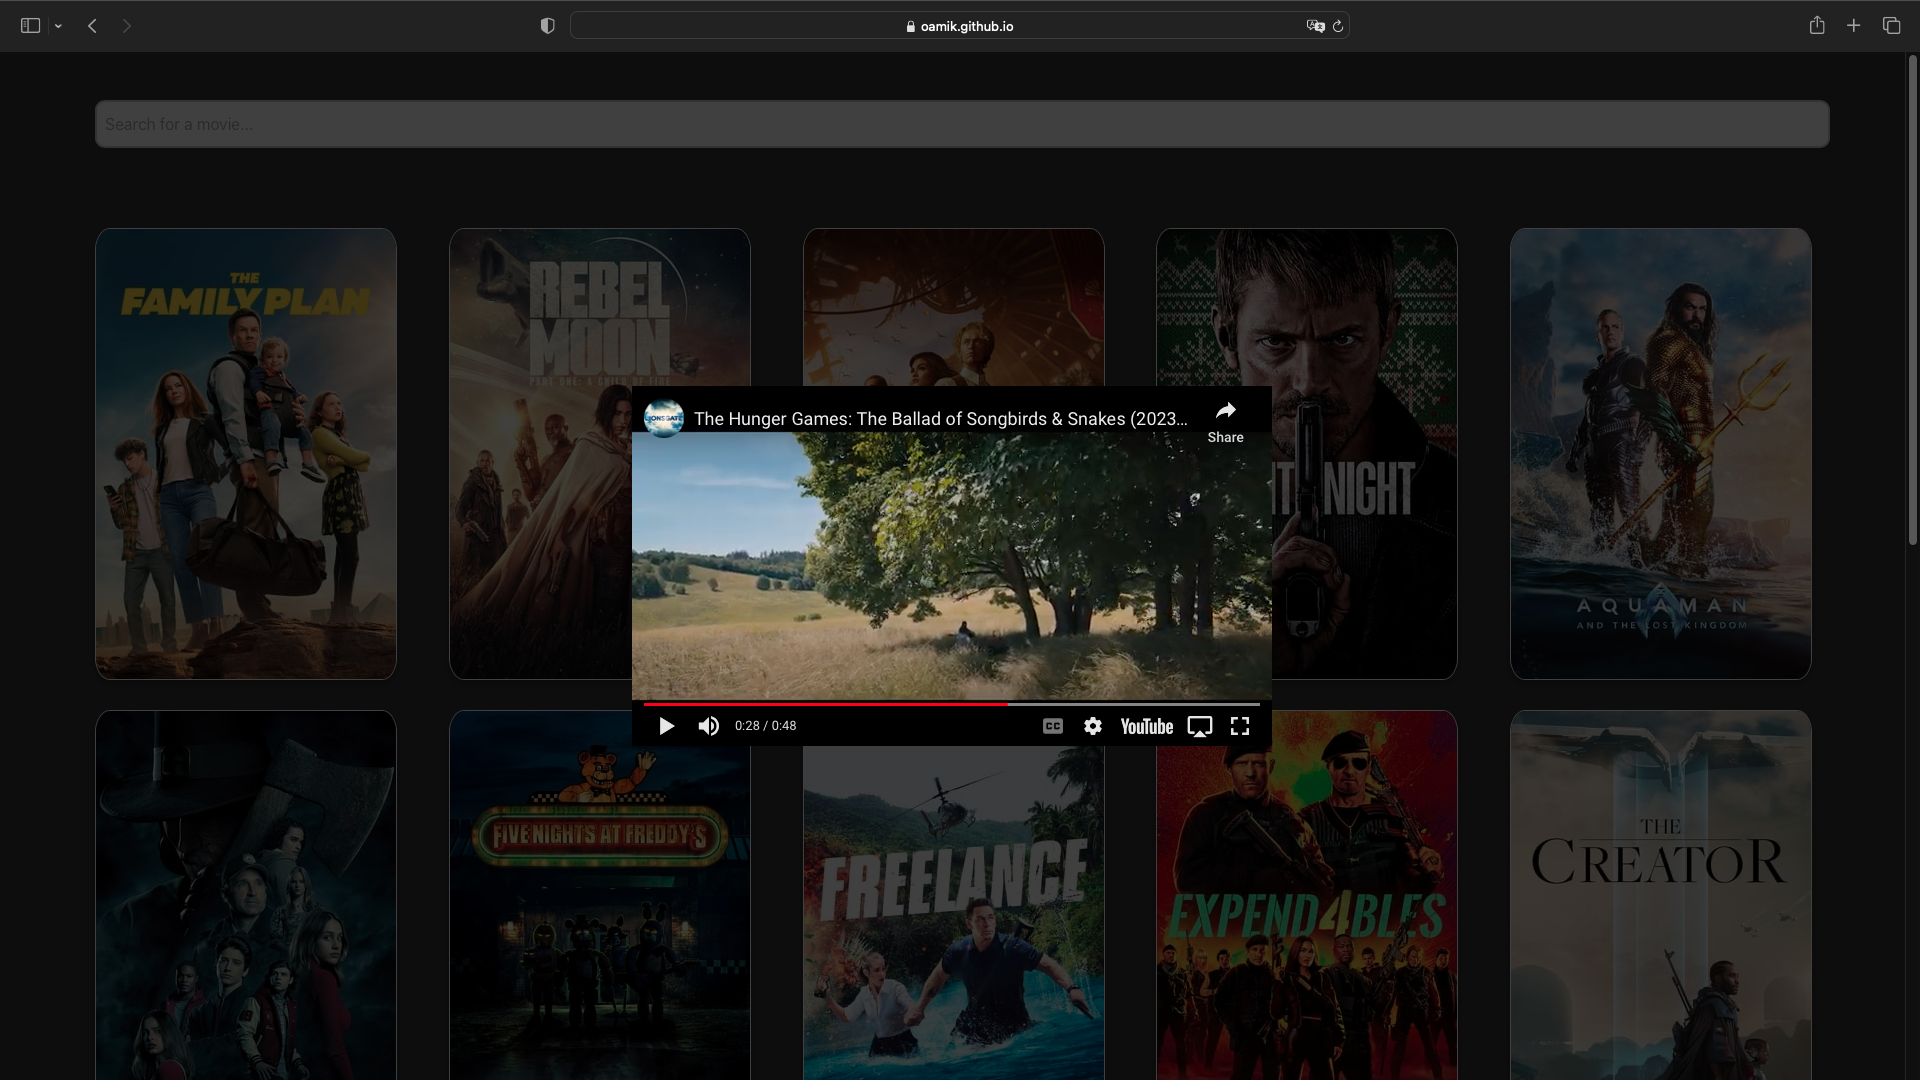 oamik.github.io
Search for a movie...
THE
FAMILY PLAN
REBEL
MOON
PART ONE: A CHILD OF FIRE
NIGHT
AQUAMAN
AND THE LOST KINGDOM
LIONSGATE
The Hunger Games: The Ballad of Songbirds & Snakes (2023...
Share
0:28 / 0:48
CC
YouTube
FIVE NIGHTS AT FREDDY'S
FREELANCE
EXPEND4BLES
THE
CREATOR